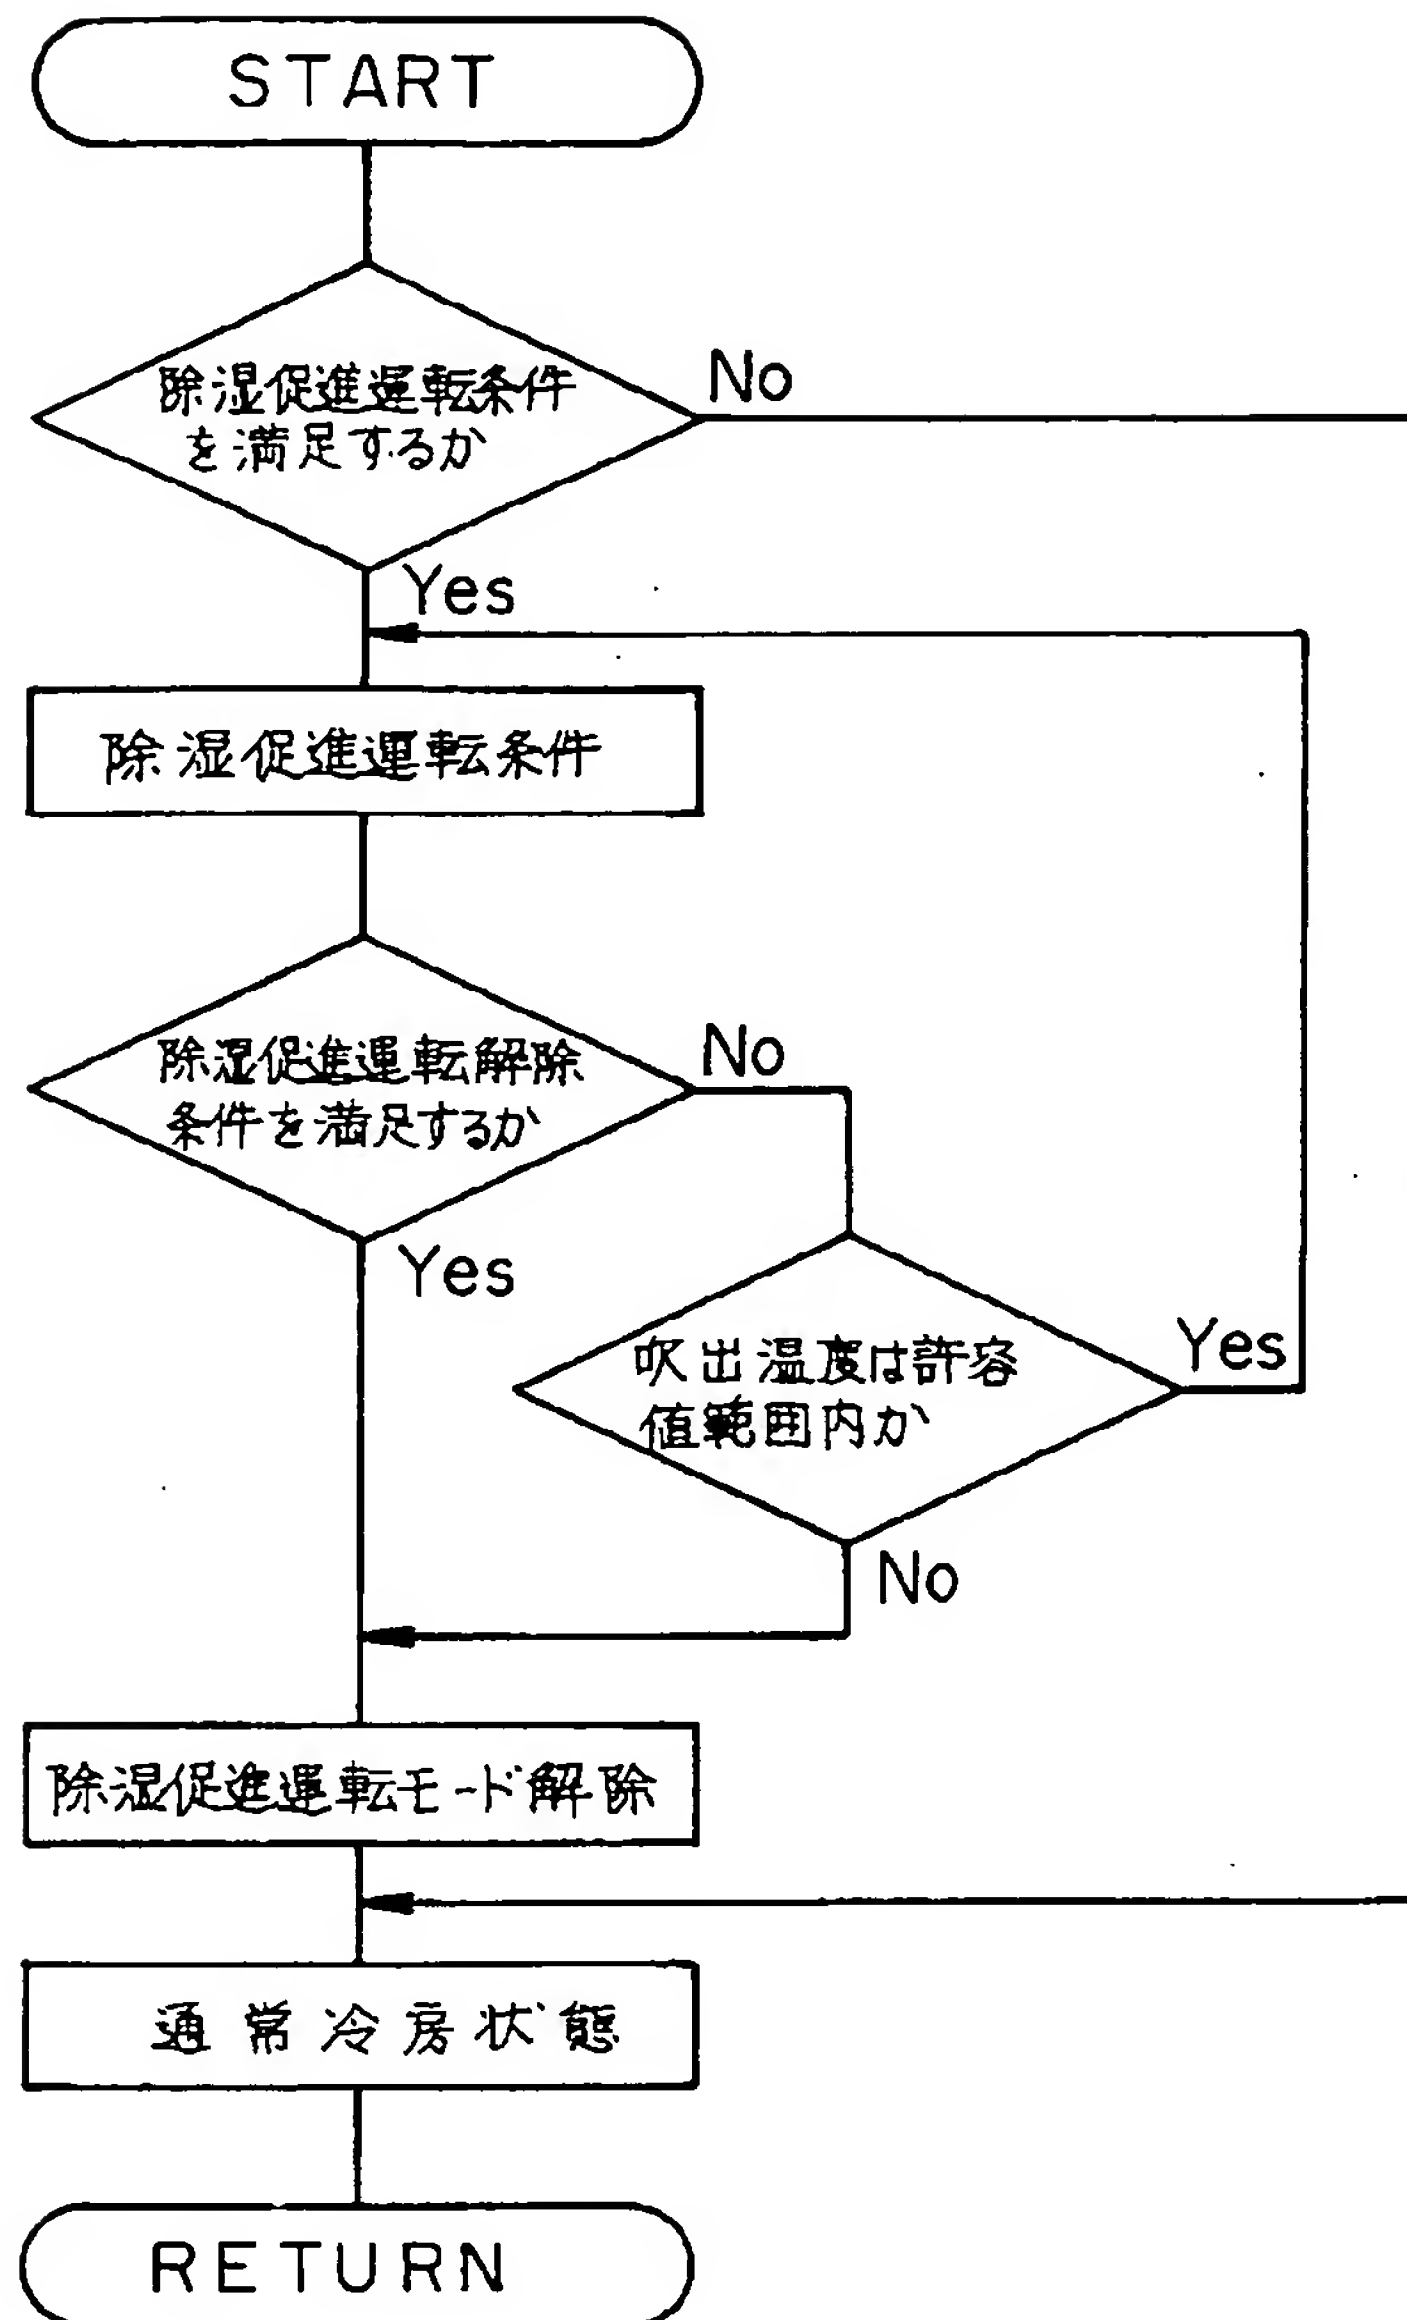 START
除湿促進運転条件
を満足するか
No
Yes
除湿促進運転条件
除湿促進運転解除
条件を満足するか
No
Yes
吹出温度は許容
値範囲内か
Yes
No
除湿促進運転モード解除
通常冷房状態
RETURN